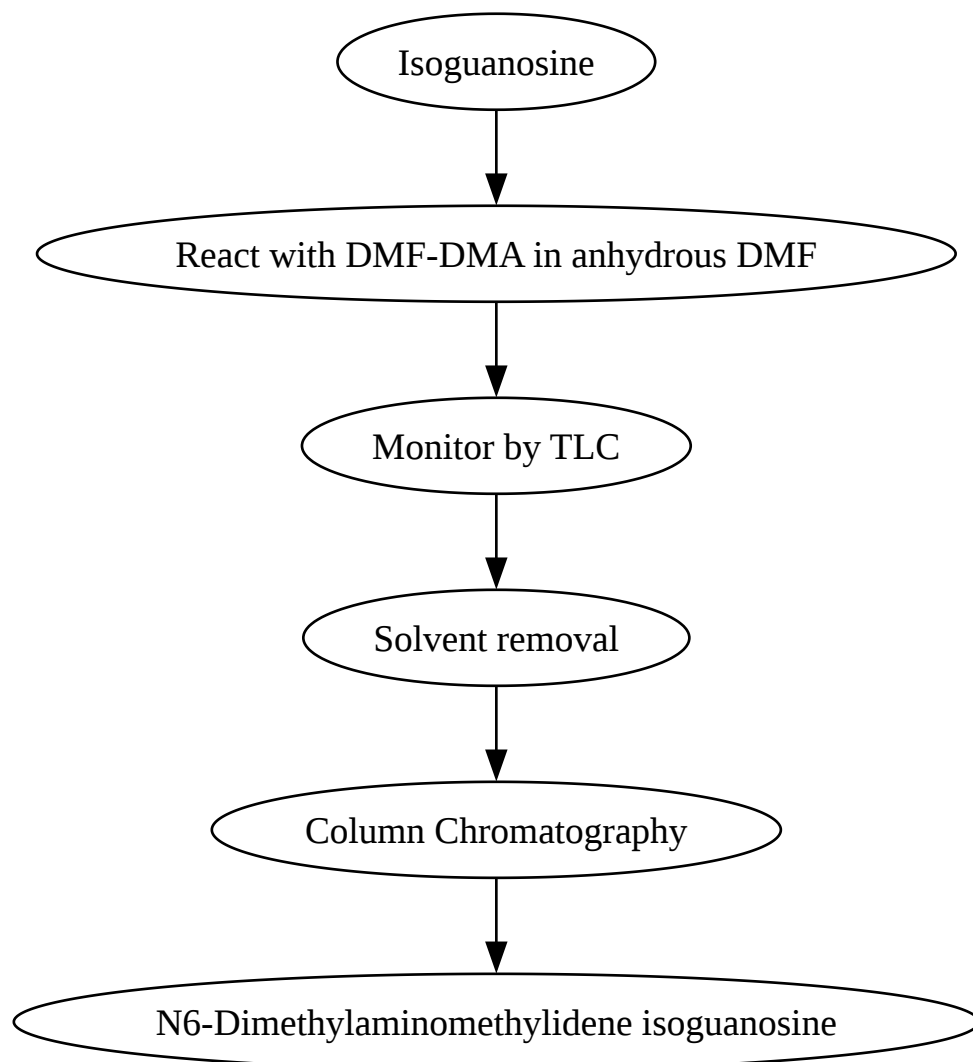 Isoguanosine
React with DMF-DMA in anhydrous DMF
Monitor by TLC
Solvent removal
Column Chromatography
N6-Dimethylaminomethylidene isoguanosine